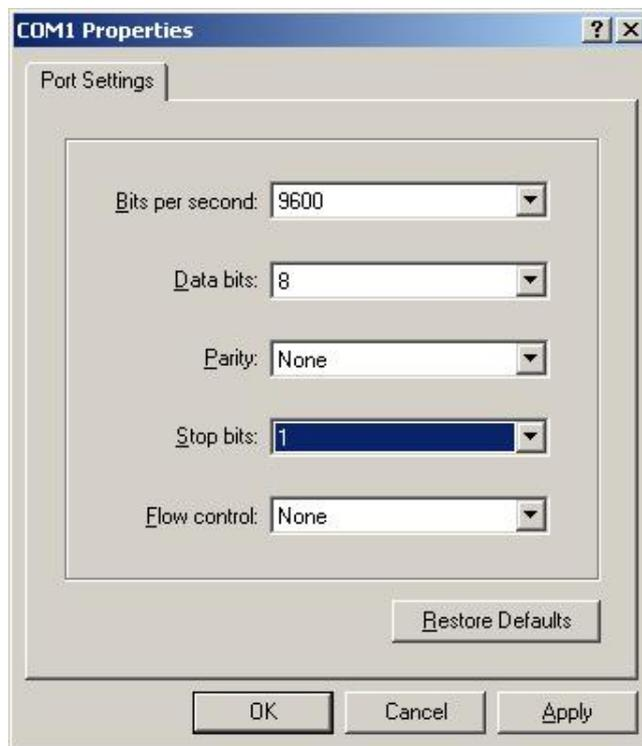 COM1 Properties
Port Settings
Bits per second: 9600
Data bits: 8
Parity: None
Stop bits: 1
Flow control: None
Restore Defaults
OK Cancel Apply